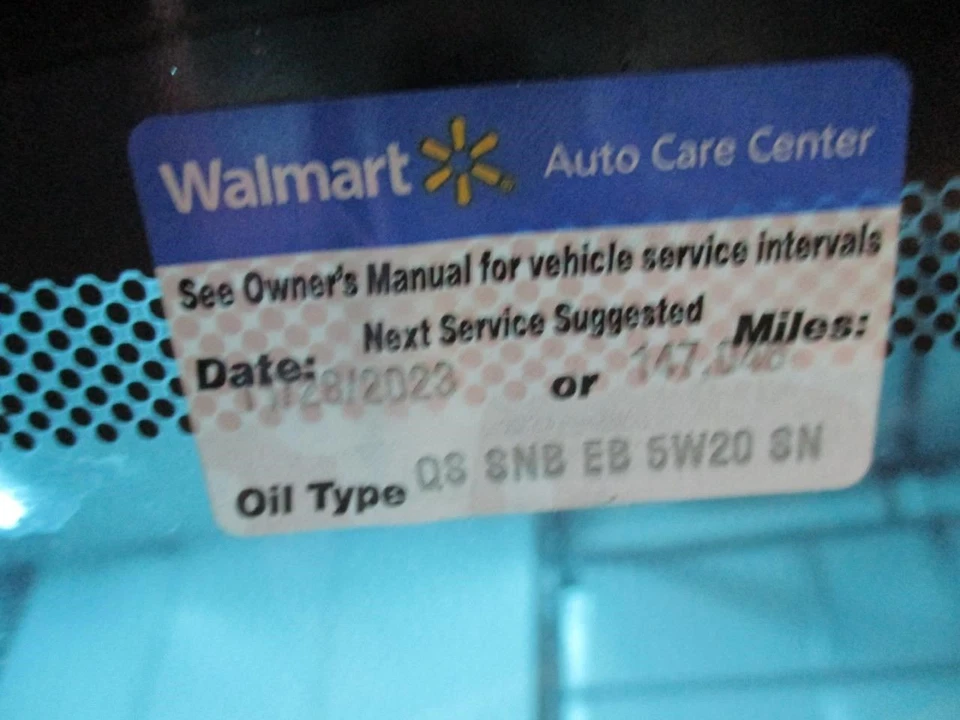 Walmart Auto Care Center
See Owner's Manual for vehicle service intervals
Next Service Suggested
Date: or Miles:
Oil Type QS SNB EB 5W20 SN